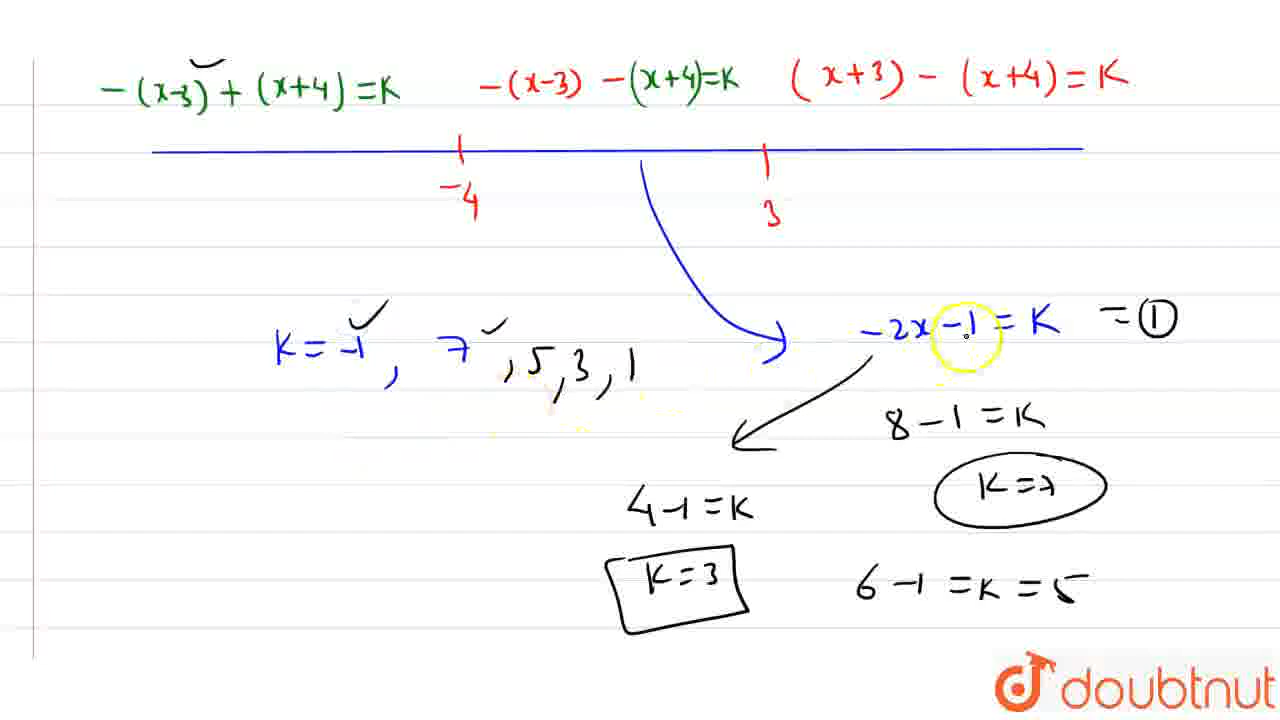 -(x-3)+(x+4)=K -(x-3)-(x+4)=K (x+3)-(x+4)=K
-4 3
K=-1, 7, 5, 3, 1 -2x-1=K =①
8-1=K
4-1=K K=7
K=3 6-1=K=5
doubtnut